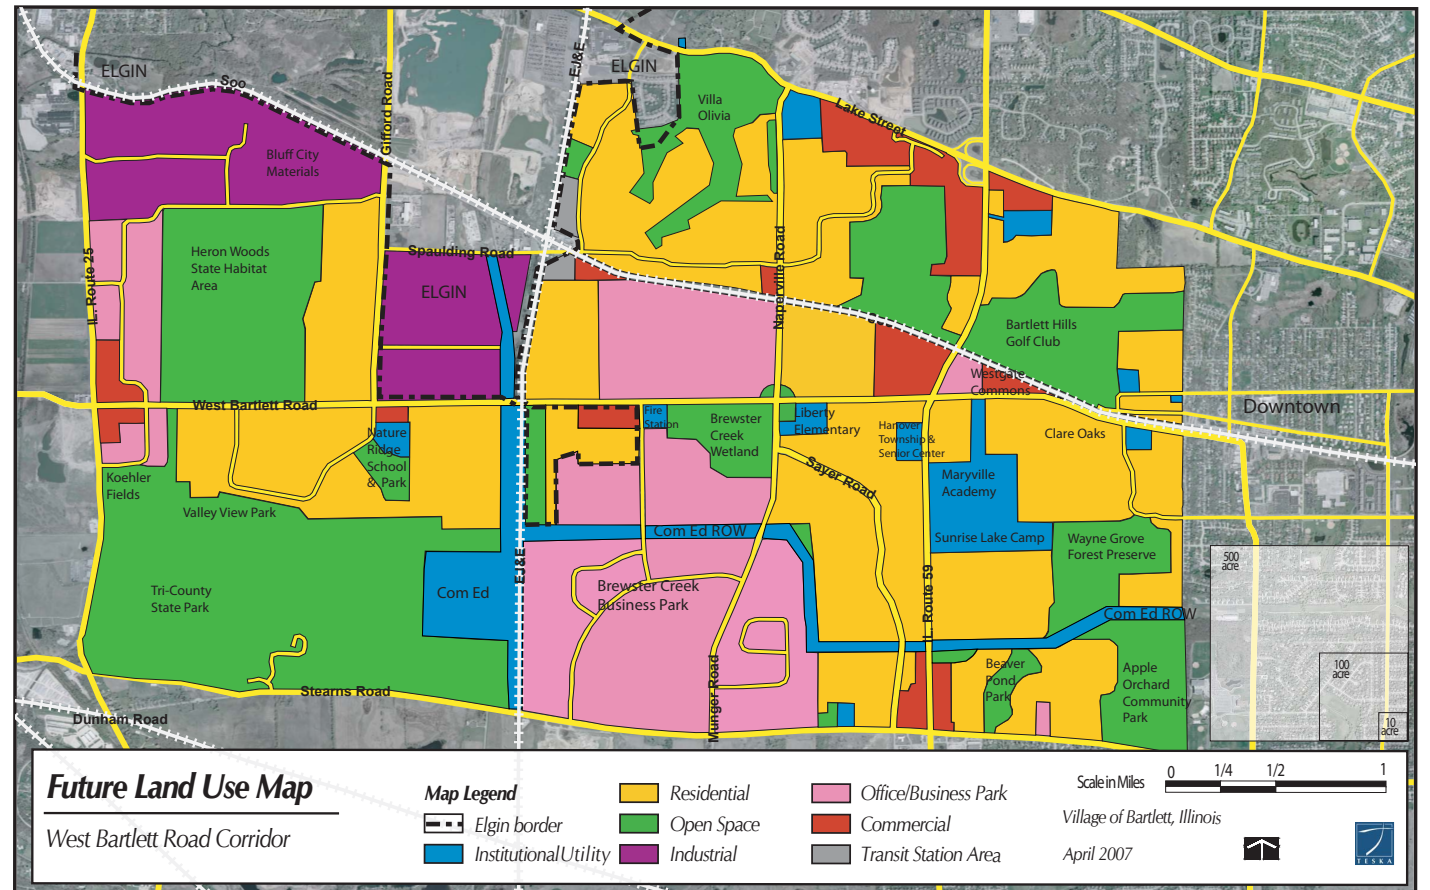 ELGIN
Soo
Gifford Road
EJ&E
ELGIN
Villa
Olivia
Lake Street
Bluff City
Materials
Heron Woods
State Habitat
Area
IL. Route 25
Spaulding Road
ELGIN
Naperville Road
Bartlett Hills
Golf Club
Westgate
Commons
West Bartlett Road
Downtown
Fire
Station
Brewster
Creek
Wetland
Liberty
Elementary
Hanover
Township &
Senior Center
Clare Oaks
Nature
Ridge
School
& Park
Koehler
Fields
Valley View Park
Sayer Road
Maryville
Academy
Sunrise Lake Camp
Com Ed ROW
Wayne Grove
Forest Preserve
500
acre
EJ&E
Tri-County
State Park
Com Ed
Brewster Creek
Business Park
IL. Route 59
Com Ed ROW
Munger Road
Beaver
Pond
Park
Apple
Orchard
Community
Park
100
acre
10
acre
Stearns Road
Dunham Road
Future Land Use Map
West Bartlett Road Corridor
Map Legend
Elgin border
Institutional Utility
Residential
Open Space
Industrial
Office/Business Park
Commercial
Transit Station Area
Scale in Miles
0 1/4 1/2 1
Village of Bartlett, Illinois
April 2007
TESKA